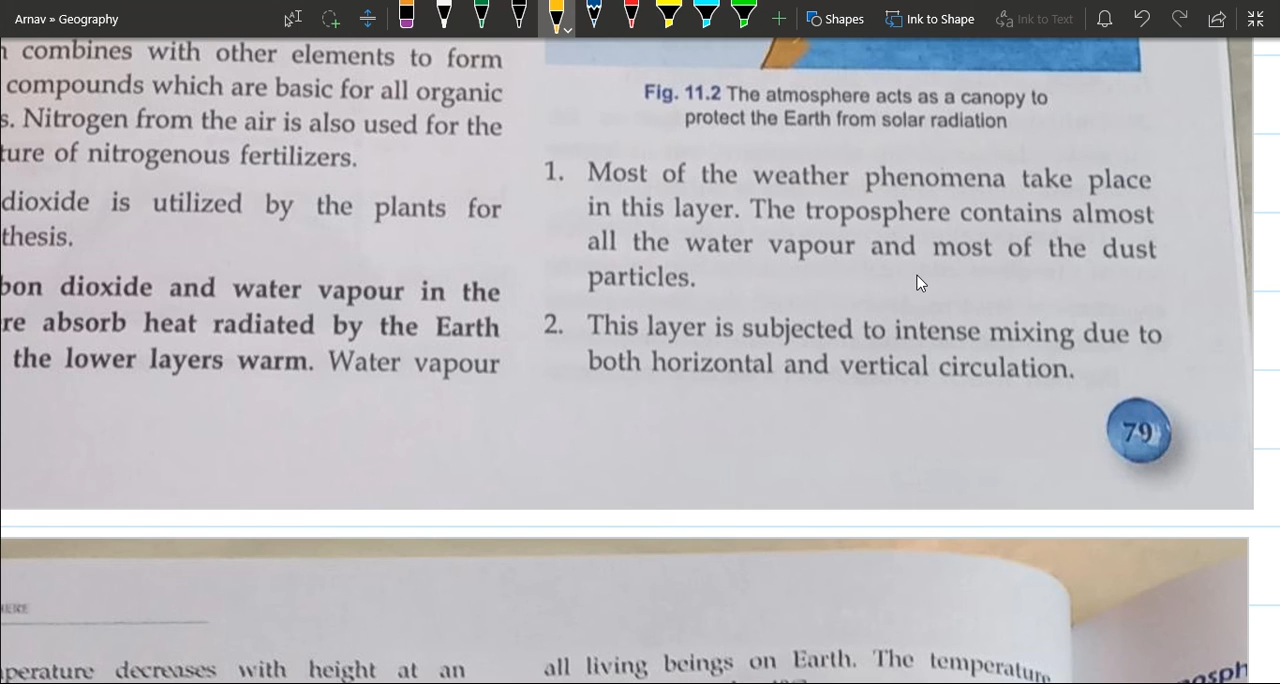 Arnav » Geography
Shapes
Ink to Shape
Ink to Text
combines with other elements to form
compounds which are basic for all organic
s. Nitrogen from the air is also used for the
ture of nitrogenous fertilizers.
dioxide is utilized by the plants for
thesis.
bon dioxide and water vapour in the
re absorb heat radiated by the Earth
the lower layers warm. Water vapour
Fig. 11.2 The atmosphere acts as a canopy to
protect the Earth from solar radiation
1. Most of the weather phenomena take place
in this layer. The troposphere contains almost
all the water vapour and most of the dust
particles.
2. This layer is subjected to intense mixing due to
both horizontal and vertical circulation.
79
perature decreases with height at an
all living beings on Earth. The temperature